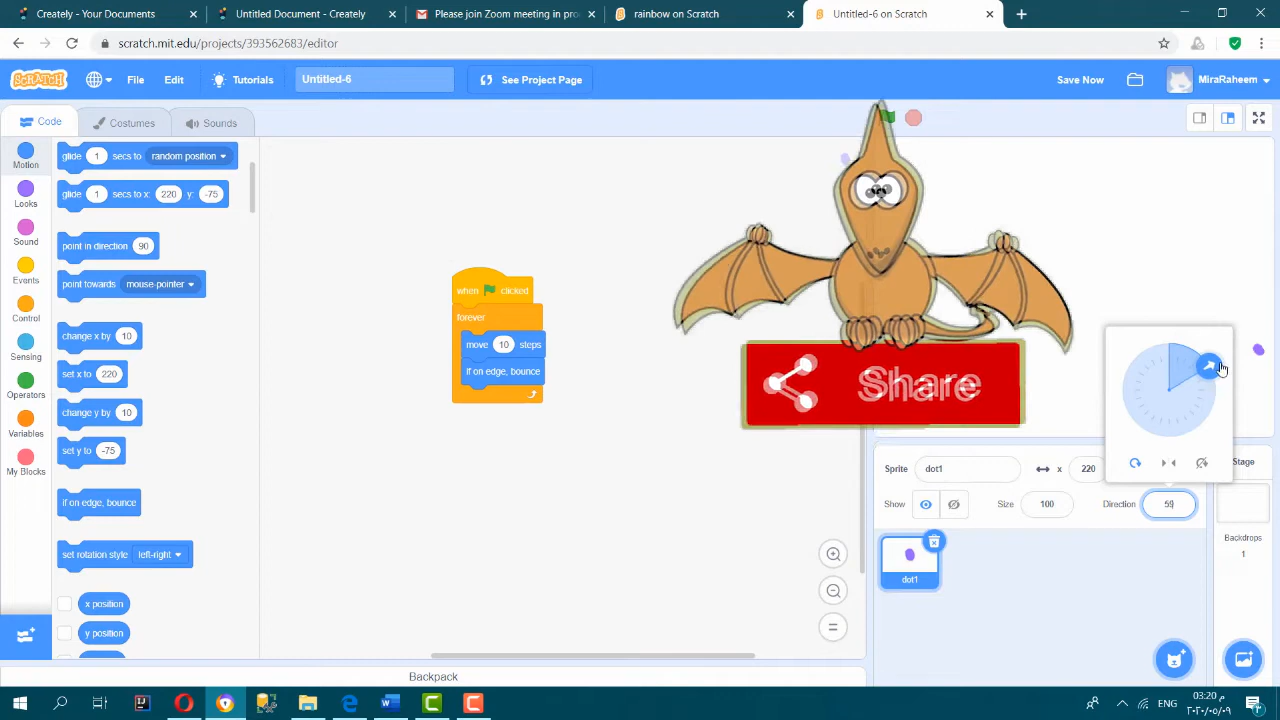 Creately - Your Documents
Untitled Document - Creately
Please join Zoom meeting in pro
rainbow on Scratch
Untitled-6 on Scratch
scratch.mit.edu/projects/393562683/editor
SCRATCH
File
Edit
Tutorials
Untitled-6
See Project Page
Save Now
MiraRaheem
Code
Costumes
Sounds
Motion
Looks
Sound
Events
Control
Sensing
Operators
Variables
My Blocks
glide 1 secs to random position
glide 1 secs to x: 220 y: -75
point in direction 90
point towards mouse-pointer
change x by 10
set x to 220
change y by 10
set y to -75
if on edge, bounce
set rotation style left-right
x position
y position
when clicked
forever
move 10 steps
if on edge, bounce
Share
Sprite dot1 x 220
Show Size 100 Direction 59
dot1
Stage
Backdrops
1
Backpack
ENG
03:20 م
٢٠٢٠/٠٥/٠٩